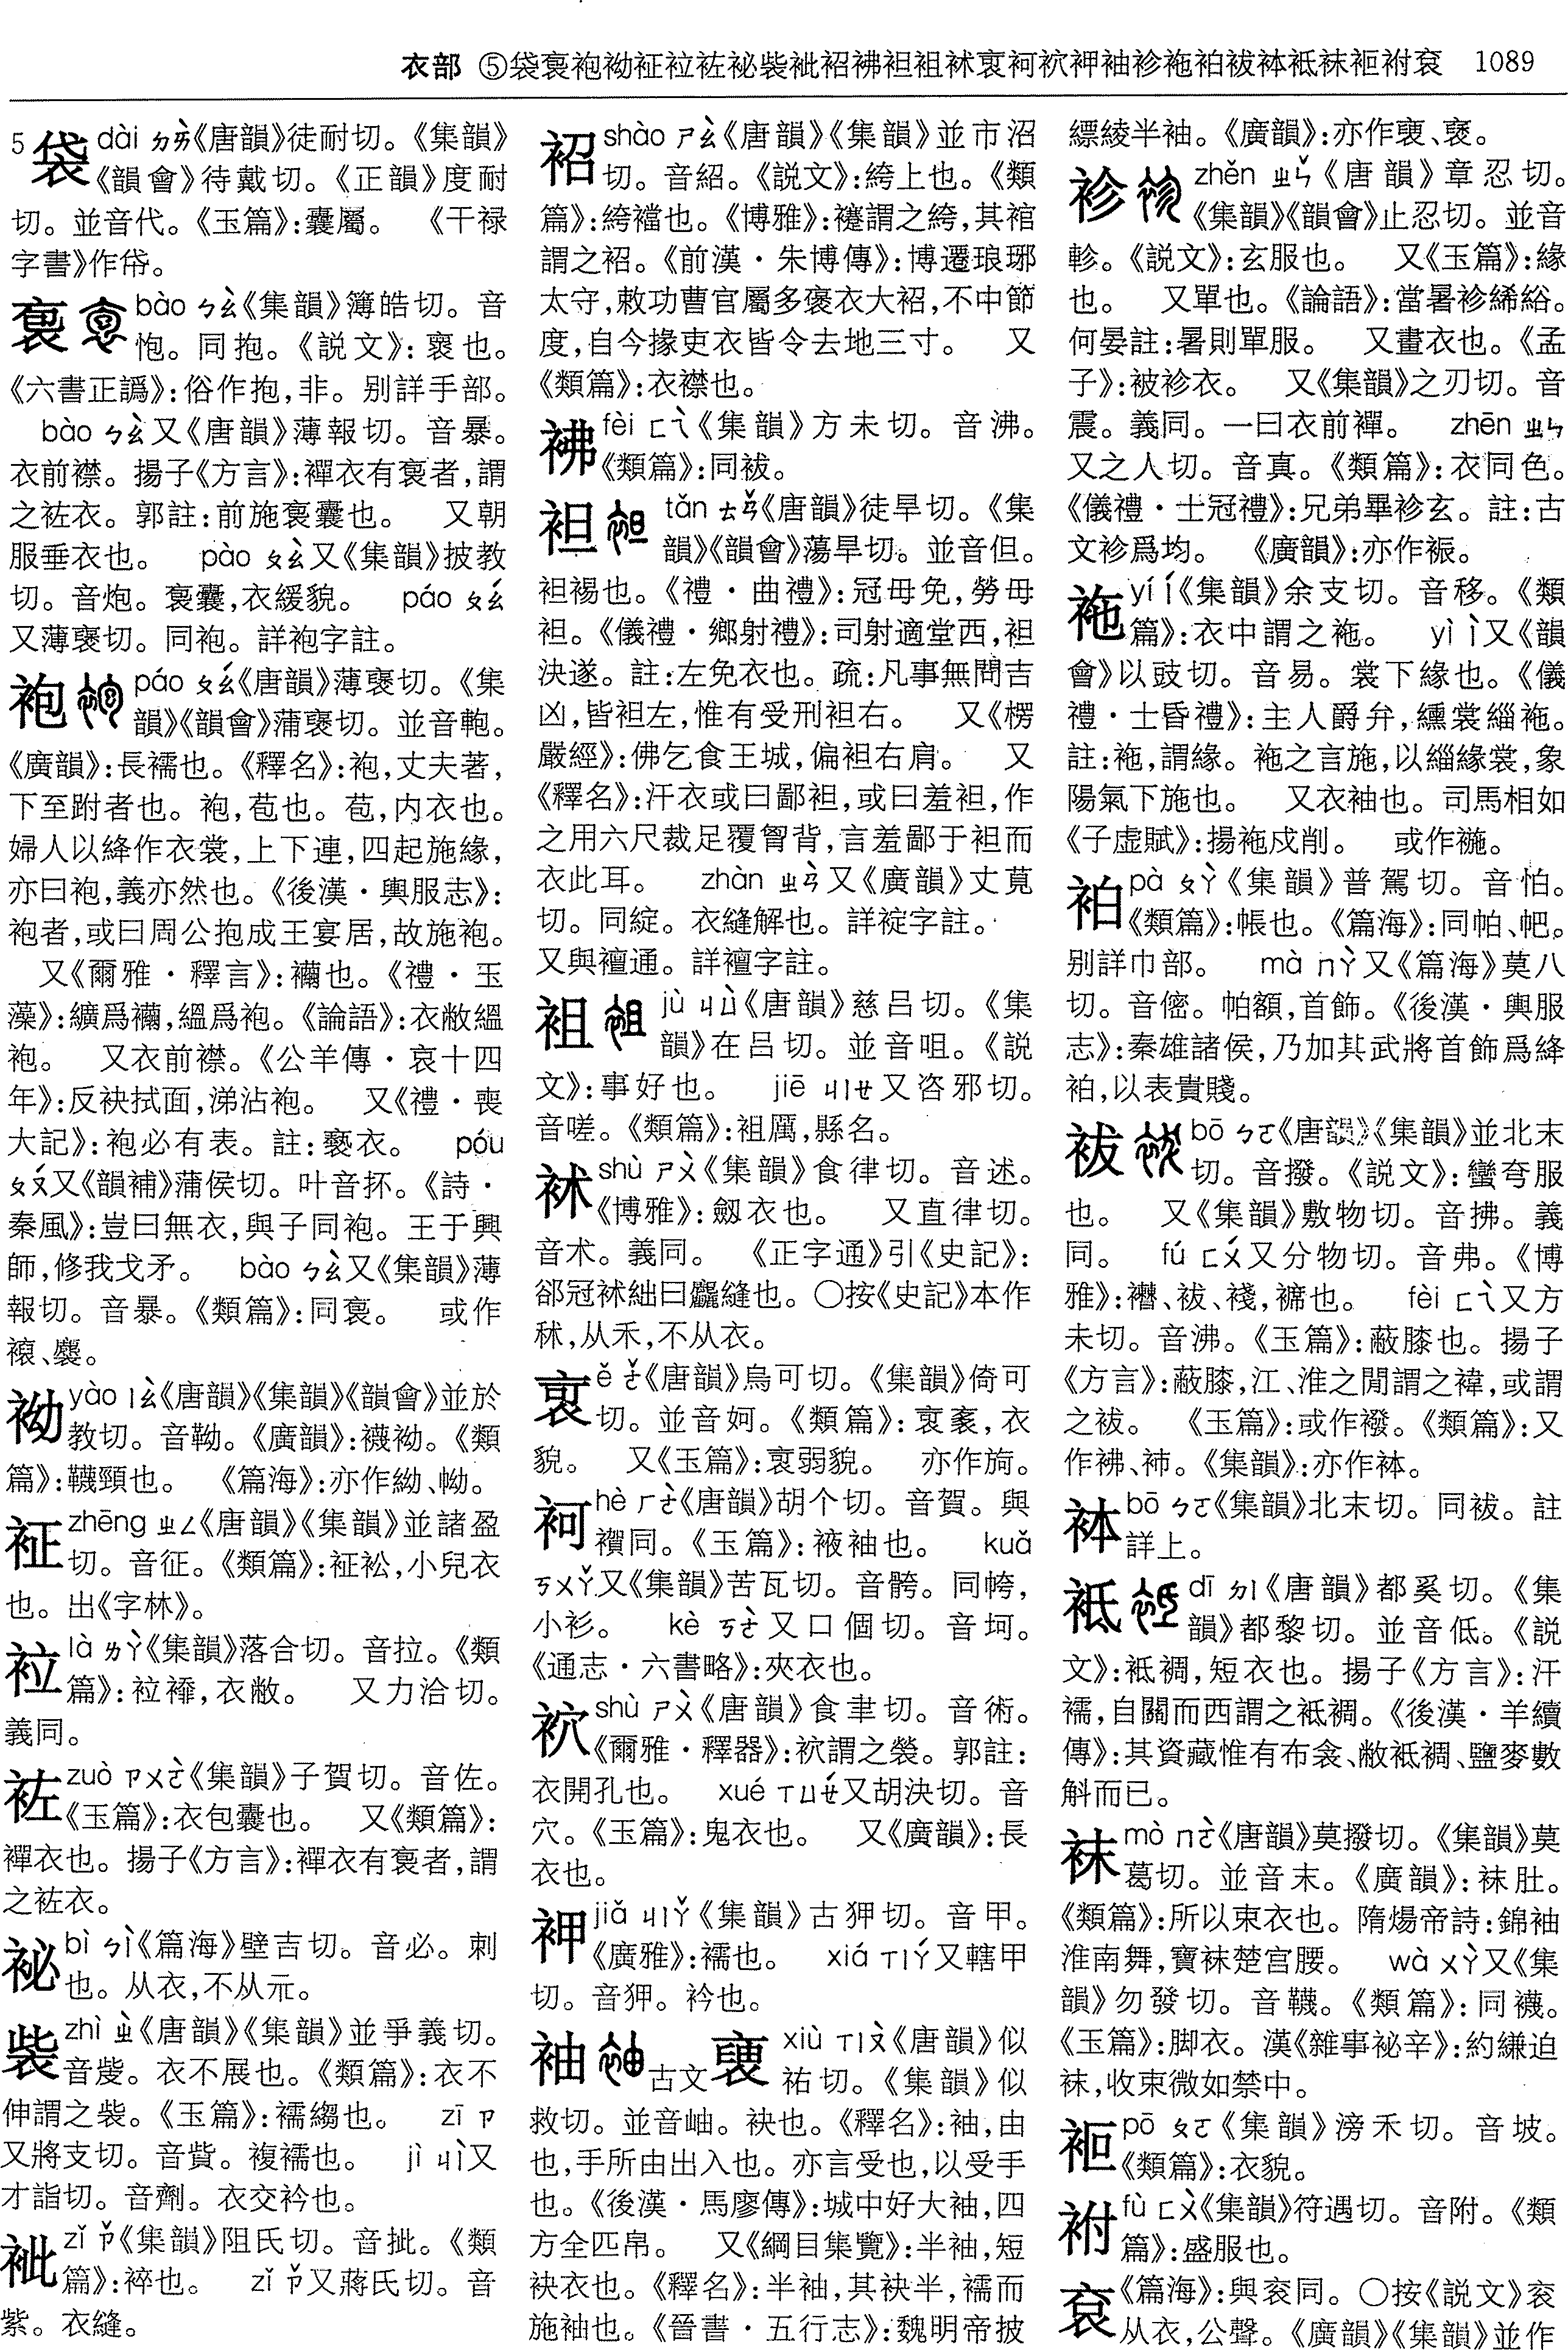 衣部 ⑤袋袌袍袎𧘿𧙀袏袐裚袦袑袚袒袓袜𧙃袔袕袆袖袗袘袙袚袜袛袜𧙊袝衮 1089
5 袋 dài ㄉㄞˋ《唐韻》徒耐切。《集韻》
《韻會》待戴切。《正韻》度耐
切。並音代。《玉篇》:囊屬。 《干禄
字書》作帒。
袌 bào ㄅㄠˋ《集韻》簿皓切。音
怉。同抱。《説文》:褱也。
《六書正譌》:俗作抱,非。别詳手部。
bào ㄅㄠˋ又《唐韻》薄報切。音暴。
衣前襟。揚子《方言》:襌衣有袌者,謂
之袏衣。郭註:前施袌囊也。 又朝
服垂衣也。 pào ㄆㄠˋ又《集韻》披教
切。音炮。袌囊,衣緩貌。 páo ㄆㄠˊ
又薄襃切。同袍。詳袍字註。
袍 páo ㄆㄠˊ《唐韻》薄襃切。《集
韻》《韻會》蒲襃切。並音軳。
《廣韻》:長襦也。《釋名》:袍,丈夫著,
下至跗者也。袍,苞也。苞,内衣也。
婦人以絳作衣裳,上下連,四起施緣,
亦曰袍,義亦然也。《後漢·輿服志》:
袍者,或曰周公抱成王宴居,故施袍。
又《爾雅·釋言》:襺也。《禮·玉
藻》:纊爲襺,緼爲袍。《論語》:衣敝緼
袍。 又衣前襟。《公羊傳·哀十四
年》:反袂拭面,涕沾袍。 又《禮·喪
大記》:袍必有表。註:褻衣。 póu
ㄆㄡˊ又《韻補》蒲侯切。叶音抔。《詩·
秦風》:豈曰無衣,與子同袍。王于興
師,修我戈矛。 bào ㄅㄠˋ又《集韻》薄
報切。音暴。《類篇》:同袌。 或作
䘳、襃。
袎 yào ㄧㄠˋ《唐韻》《集韻》《韻會》並於
教切。音靿。《廣韻》:襪袎。《類
篇》:韈頸也。 《篇海》:亦作紻、㡈。
zhēng ㄓㄥ《唐韻》《集韻》並諸盈
切。音征。《類篇》:袊衳,小兒衣
也。出《字林》。
là ㄌㄚˋ《集韻》落合切。音拉。《類
篇》:䘠𧛾,衣敝。 又力洽切。
義同。
袏 zuò ㄗㄨㄛˋ《集韻》子賀切。音佐。
《玉篇》:衣包囊也。 又《類篇》:
襌衣也。揚子《方言》:襌衣有袌者,謂
之袏衣。
袐 bì ㄅㄧˋ《篇海》壁吉切。音必。刺
也。从衣,不从示。
zhì ㄓˋ《唐韻》《集韻》並爭義切。
音㱔。衣不展也。《類篇》:衣不
伸謂之裝。《玉篇》:襦縐也。 zī ㄗ
又將支切。音貲。複襦也。 jì ㄐㄧˋ又
才詣切。音劑。衣交衿也。
zǐ ㄗˇ《集韻》阻氏切。音批。《類
篇》:䘹也。 zǐ ㄗˇ又蔣氏切。音
紫。衣縫。
袑 shào ㄕㄠˋ《唐韻》《集韻》並市沼
切。音紹。《説文》:絝上也。《類
篇》:絝襠也。《博雅》:襱謂之絝,其䘾
謂之袑。《前漢·朱博傳》:博遷琅琊
太守,敕功曹官屬多褒衣大袑,不中節
度,自今掾吏衣皆令去地三寸。 又
《類篇》:衣襟也。
fèi ㄈㄟˋ《集韻》方未切。音沸。
《類篇》:同袚。
袒 tǎn ㄊㄢˇ《唐韻》徒旱切。《集
韻》《韻會》蕩旱切。並音但。
袒裼也。《禮·曲禮》:冠毋免,勞毋
袒。《儀禮·鄉射禮》:司射適堂西,袒
決遂。註:左免衣也。疏:凡事無問吉
凶,皆袒左,惟有受刑袒右。 又《楞
嚴經》:佛乞食王城,偏袒右肩。 又
《釋名》:汗衣或曰鄙袒,或曰羞袒,作
之用六尺裁足覆胷背,言羞鄙于袒而
衣此耳。 zhàn ㄓㄢˋ又《廣韻》丈莧
切。同綻。衣縫解也。詳袸字註。
又與襢通。詳襢字註。
袓 jù ㄐㄩˋ《唐韻》慈呂切。《集
韻》在呂切。並音咀。《説
文》:事好也。 jiē ㄐㄧㄝ又咨邪切。
音嗟。《類篇》:袓厲,縣名。
shù ㄕㄨˋ《集韻》食律切。音述。
《博雅》:劔衣也。 又直律切。
音术。義同。 《正字通》引《史記》:
郤冠䘤絀曰麤縫也。〇按《史記》本作
秫,从禾,不从衣。
ě ㄜˇ《唐韻》烏可切。《集韻》倚可
切。並音妸。《類篇》:衺袤,衣
貌。 又《玉篇》:弱貌。 亦作旑。
袔 hè ㄏㄜˋ《唐韻》胡个切。音賀。與
𧝇同。《玉篇》:袯袖也。 kuǎ
ㄎㄨㄚˇ又《集韻》苦瓦切。音骻。同㡁,
小衫。 kè ㄎㄜˋ又口個切。音坷。
《通志·六書略》:夾衣也。
袕 shù ㄕㄨˋ《唐韻》食聿切。音術。
《爾雅·釋器》:袕謂之褮。郭註:
衣開孔也。 xué ㄒㄩㄝˊ又胡決切。音
穴。《玉篇》:鬼衣也。 又《廣韻》:長
衣也。
jiǎ ㄐㄧㄚˇ《集韻》古狎切。音甲。
《廣雅》:襦也。 xiá ㄒㄧㄚˊ又轄甲
切。音狎。衿也。
袖 古文 xiù ㄒㄧㄡˋ《唐韻》似
祐切。《集韻》似
救切。並音岫。袂也。《釋名》:袖,由
也,手所由出入也。亦言受也,以受手
也。《後漢·馬廖傳》:城中好大袖,四
方全匹帛。 又《綱目集覽》:半袖,短
袂衣也。《釋名》:半袖,其袂半,襦而
施袖也。《晉書·五行志》:魏明帝披
縹綾半袖。《廣韻》:亦作褎、褏。
袗 zhěn ㄓㄣˇ《唐韻》章忍切。
《集韻》《韻會》止忍切。並音
軫。《説文》:玄服也。 又《玉篇》:緣
也。 又單也。《論語》:當暑袗絺綌。
何晏註:暑則單服。 又畫衣也。《孟
子》:被袗衣。 又《集韻》之刃切。音
震。義同。一曰衣前襌。 zhēn ㄓㄣ
又之人切。音真。《類篇》:衣同色。
《儀禮·士冠禮》:兄弟畢袗玄。註:古
文袗爲均。 《廣韻》:亦作裖。
袘 yí ㄧˊ《集韻》余支切。音移。《類
篇》:衣中謂之袘。 yì ㄧˋ又《韻
會》以豉切。音易。裳下緣也。《儀
禮·士昏禮》:主人爵弁,纁裳緇袘。
註:袘,謂緣。袘之言施,以緇緣裳,象
陽氣下施也。 又衣袖也。司馬相如
《子虛賦》:揚袘戍削。 或作䙾。
袙 pà ㄆㄚˋ《集韻》普駕切。音怕。
《類篇》:帳也。《篇海》:同帕、帊。
别詳巾部。 mà ㄇㄚˋ又《篇海》莫八
切。音傛。帕額,首飾。《後漢·輿服
志》:秦雄諸侯,乃加其武將首飾爲絳
袙,以表貴賤。
袚 bō ㄅㄛ《唐韻》《集韻》並北末
切。音撥。《説文》:蠻夷服
也。 又《集韻》敷物切。音拂。義
同。 fú ㄈㄨˊ又分物切。音弗。《博
雅》:䙘、袚、𧝑,䙏也。 fèi ㄈㄟˋ又方
未切。音沸。《玉篇》:蔽膝也。揚子
《方言》:蔽膝,江、淮之閒謂之褘,或謂
之袚。 《玉篇》:或作襏。《類篇》:又
作䘠、䘧。《集韻》:亦作袜。
bō ㄅㄛ《集韻》北末切。同袚。註
詳上。
袛 dī ㄉㄧ《唐韻》都奚切。《集
韻》都黎切。並音低。《説
文》:袛裯,短衣也。揚子《方言》:汗
襦,自關而西謂之袛裯。《後漢·羊續
傳》:其資藏惟有布衾、敝袛裯、鹽麥數
斛而已。
袜 mò ㄇㄛˋ《唐韻》莫撥切。《集韻》莫
葛切。並音末。《廣韻》:袜肚。
《類篇》:所以束衣也。隋煬帝詩:錦袖
淮南舞,寶袜楚宫腰。 wà ㄨㄚˋ又《集
韻》勿發切。音韈。《類篇》:同襪。
《玉篇》:脚衣。漢《雜事祕辛》:約縑迫
袜,收束微如禁中。
pō ㄆㄛ《集韻》滂禾切。音坡。
《類篇》:衣貌。
袝 fù ㄈㄨˋ《集韻》符遇切。音附。《類
篇》:盛服也。
《篇海》:與衮同。〇按《説文》衮
从衣,公聲。《廣韻》《集韻》並作